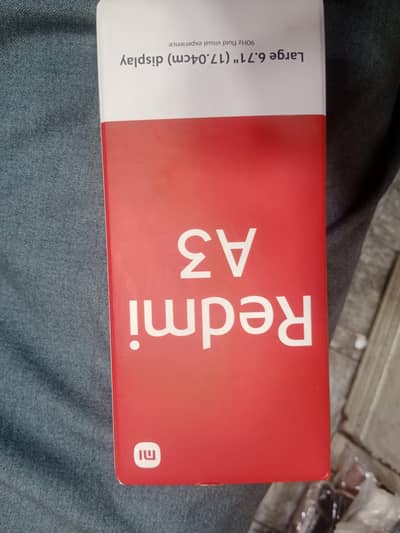 mi
Redmi
A3
Large 6.71" (17.04cm) display
90Hz fluid visual experience